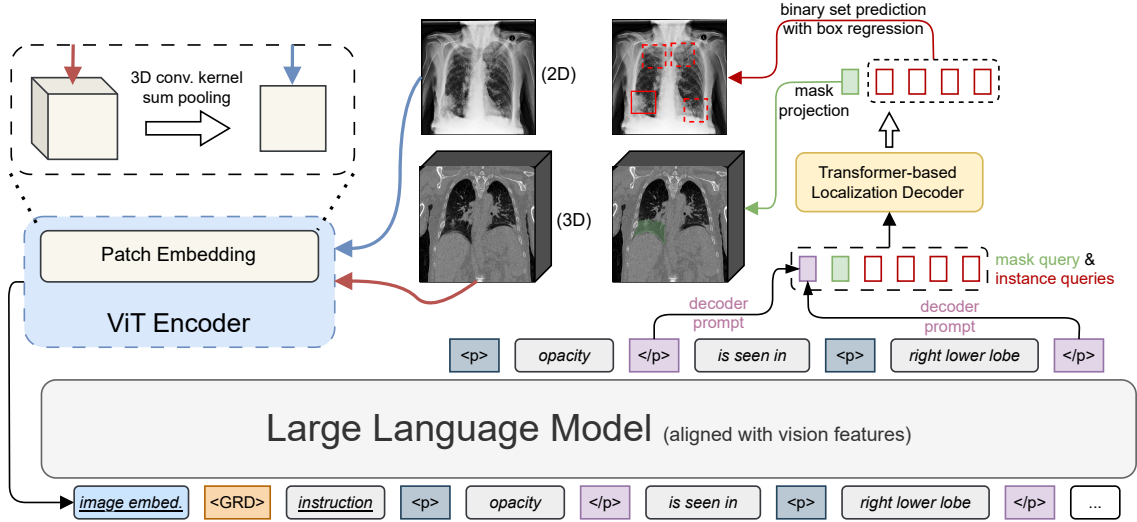 3D conv. kernel
sum pooling
Patch Embedding
ViT Encoder
(2D)
(3D)
binary set prediction
with box regression
mask
projection
Transformer-based
Localization Decoder
mask query &
instance queries
decoder
prompt
decoder
prompt
<p> opacity </p> is seen in <p> right lower lobe </p>
Large Language Model (aligned with vision features)
image embed. <GRD> instruction <p> opacity </p> is seen in <p> right lower lobe </p> ...